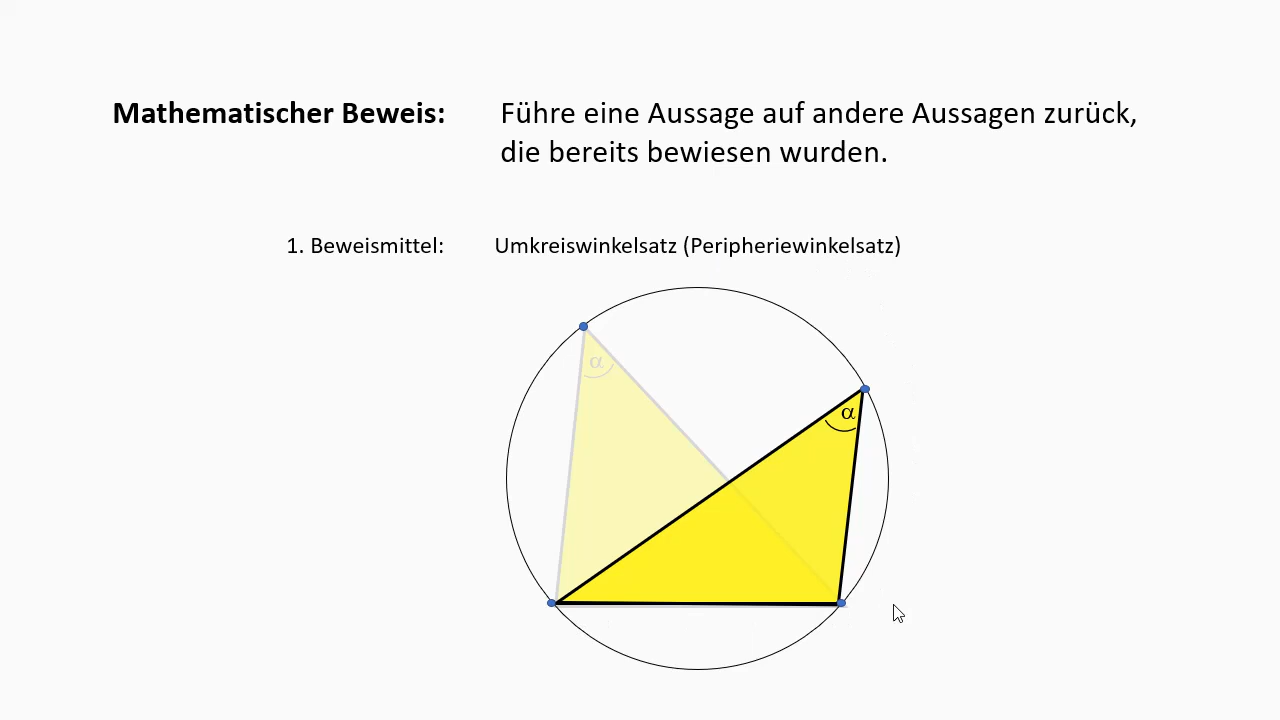 Mathematischer Beweis:
Führe eine Aussage auf andere Aussagen zurück,
die bereits bewiesen wurden.
1. Beweismittel:
Umkreiswinkelsatz (Peripheriewinkelsatz)
α
α